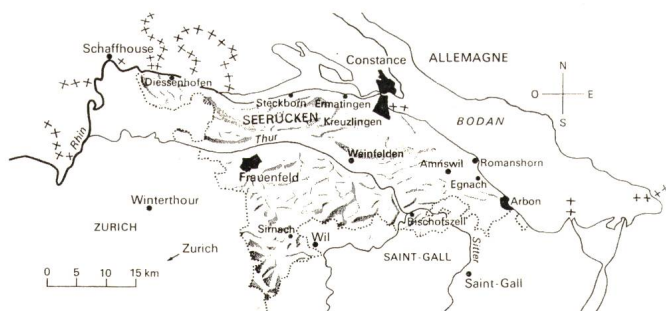 Schaffhouse
Constance
ALLEMAGNE
N
O
E
S
Diessenhofen
Steckborn
Ermatingen
SEERÜCKEN
Kreuzlingen
BODAN
Rhin
Thur
Weinfelden
Romanshorn
Amriswil
Frauenfeld
Egnach
Winterthour
Arbon
Bischofszell
ZURICH
Sirnach
Wil
Zurich
SAINT-GALL
Sitter
0 5 10 15 km
Saint-Gall